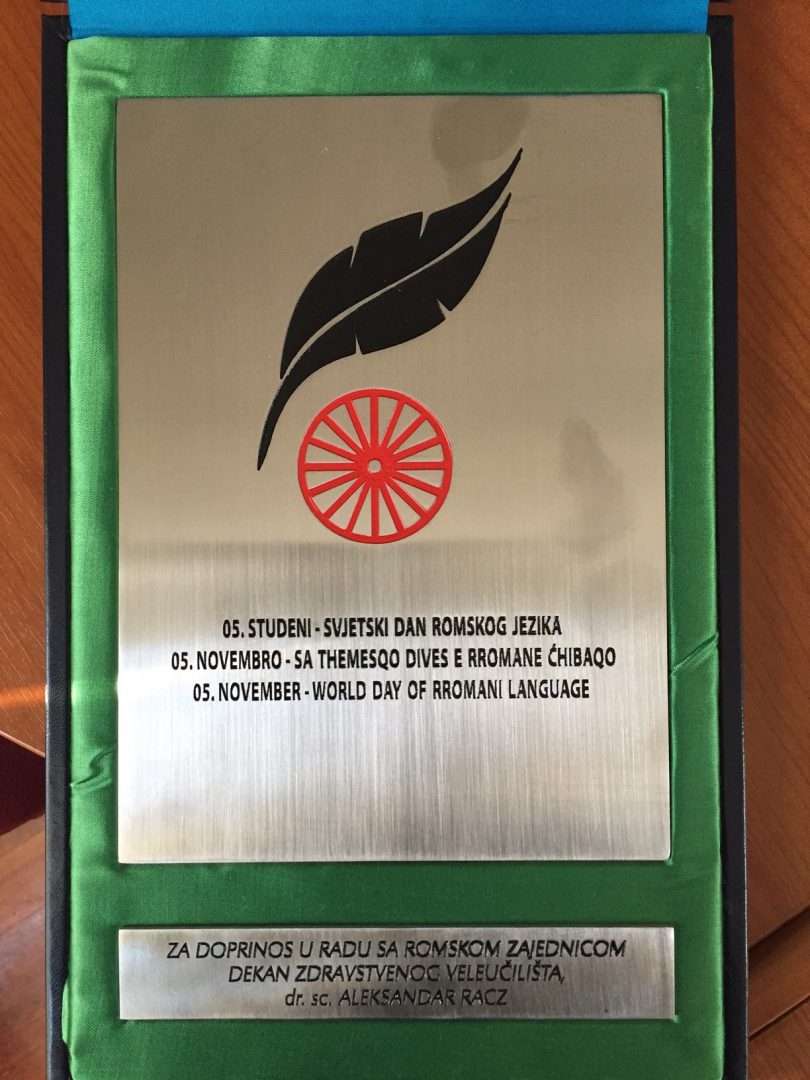 05. STUDENI - SVJETSKI DAN ROMSKOG JEZIKA
05. NOVEMBRO - SA THEMESQO DIVES E RROMANE ĆHIBAQO
05. NOVEMBER - WORLD DAY OF RROMANI LANGUAGE
ZA DOPRINOS U RADU SA ROMSKOM ZAJEDNICOM
DEKAN ZDRAVSTVENOG VELEUČILIŠTA,
dr. sc. ALEKSANDAR RACZ